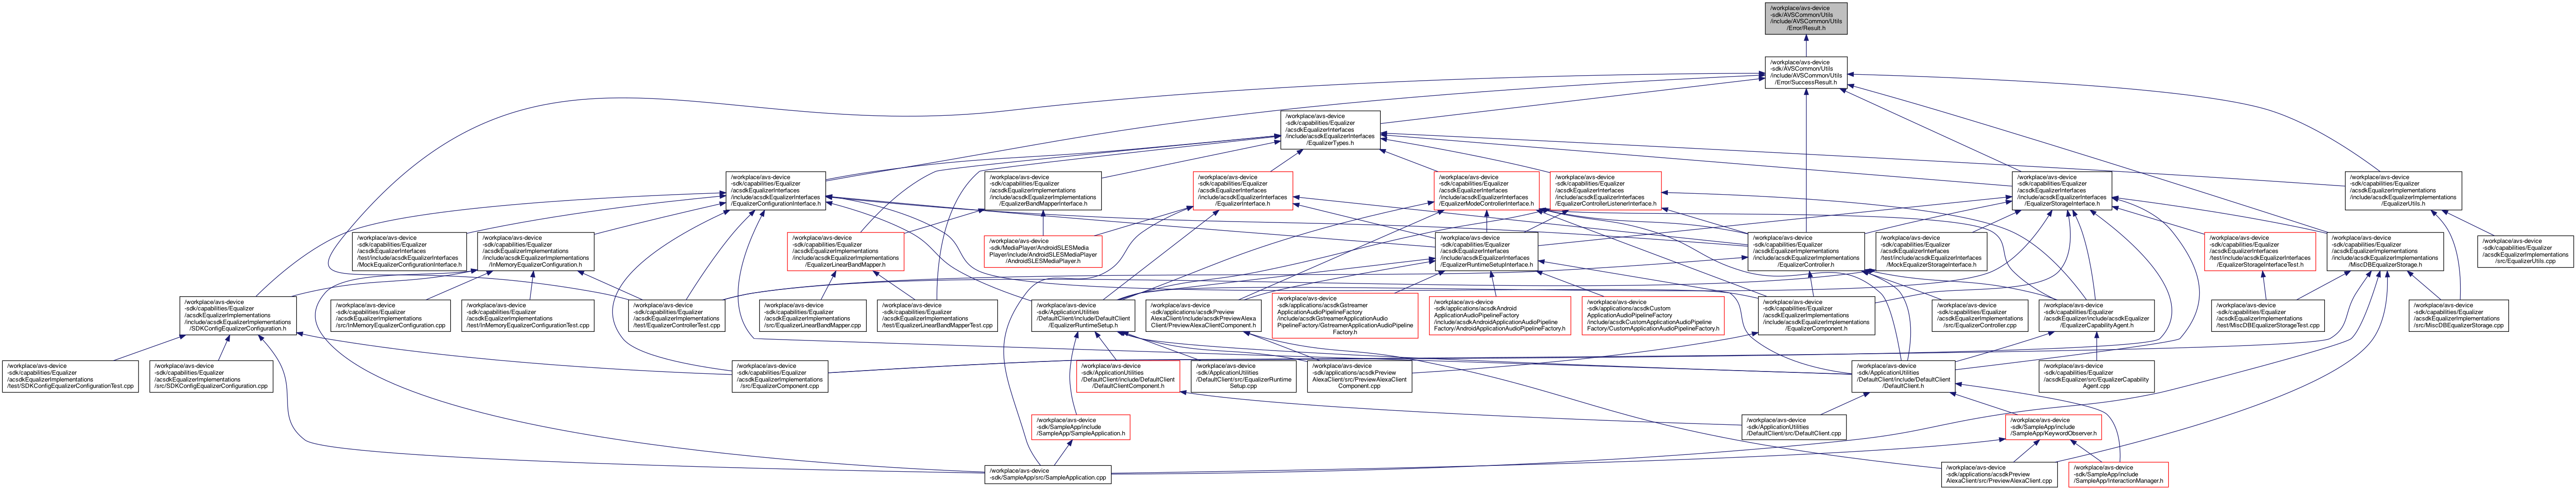 /workplace/avs-device
-sdk/AVSCommon/Utils
/include/AVSCommon/Utils
/Error/Result.h
/workplace/avs-device
-sdk/AVSCommon/Utils
/include/AVSCommon/Utils
/Error/SuccessResult.h
/workplace/avs-device
-sdk/capabilities/Equalizer
/acsdkEqualizerInterfaces
/include/acsdkEqualizerInterfaces
/EqualizerTypes.h
/workplace/avs-device
-sdk/capabilities/Equalizer
/acsdkEqualizerInterfaces
/include/acsdkEqualizerInterfaces
/EqualizerConfigurationInterface.h
/workplace/avs-device
-sdk/capabilities/Equalizer
/acsdkEqualizerImplementations
/include/acsdkEqualizerImplementations
/EqualizerBandMapperInterface.h
/workplace/avs-device
-sdk/capabilities/Equalizer
/acsdkEqualizerInterfaces
/include/acsdkEqualizerInterfaces
/EqualizerInterface.h
/workplace/avs-device
-sdk/capabilities/Equalizer
/acsdkEqualizerInterfaces
/include/acsdkEqualizerInterfaces
/EqualizerModeControllerInterface.h
/workplace/avs-device
-sdk/capabilities/Equalizer
/acsdkEqualizerInterfaces
/include/acsdkEqualizerInterfaces
/EqualizerControllerListenerInterface.h
/workplace/avs-device
-sdk/capabilities/Equalizer
/acsdkEqualizerInterfaces
/include/acsdkEqualizerInterfaces
/EqualizerStorageInterface.h
/workplace/avs-device
-sdk/capabilities/Equalizer
/acsdkEqualizerImplementations
/include/acsdkEqualizerImplementations
/EqualizerUtils.h
/workplace/avs-device
-sdk/capabilities/Equalizer
/acsdkEqualizerInterfaces
/test/include/acsdkEqualizerInterfaces
/MockEqualizerConfigurationInterface.h
/workplace/avs-device
-sdk/capabilities/Equalizer
/acsdkEqualizerImplementations
/include/acsdkEqualizerImplementations
/InMemoryEqualizerConfiguration.h
/workplace/avs-device
-sdk/capabilities/Equalizer
/acsdkEqualizerImplementations
/include/acsdkEqualizerImplementations
/EqualizerLinearBandMapper.h
/workplace/avs-device
-sdk/MediaPlayer/AndroidSLESMedia
Player/include/AndroidSLESMediaPlayer
/AndroidSLESMediaPlayer.h
/workplace/avs-device
-sdk/capabilities/Equalizer
/acsdkEqualizerInterfaces
/include/acsdkEqualizerInterfaces
/EqualizerRuntimeSetupInterface.h
/workplace/avs-device
-sdk/capabilities/Equalizer
/acsdkEqualizerImplementations
/include/acsdkEqualizerImplementations
/EqualizerController.h
/workplace/avs-device
-sdk/capabilities/Equalizer
/acsdkEqualizerInterfaces
/test/include/acsdkEqualizerInterfaces
/MockEqualizerStorageInterface.h
/workplace/avs-device
-sdk/capabilities/Equalizer
/acsdkEqualizerInterfaces
/test/include/acsdkEqualizerInterfaces
/EqualizerStorageInterfaceTest.h
/workplace/avs-device
-sdk/capabilities/Equalizer
/acsdkEqualizerImplementations
/include/acsdkEqualizerImplementations
/MiscDBEqualizerStorage.h
/workplace/avs-device
-sdk/capabilities/Equalizer
/acsdkEqualizerImplementations
/src/EqualizerUtils.cpp
/workplace/avs-device
-sdk/capabilities/Equalizer
/acsdkEqualizerImplementations
/include/acsdkEqualizerImplementations
/SDKConfigEqualizerConfiguration.h
/workplace/avs-device
-sdk/capabilities/Equalizer
/acsdkEqualizerImplementations
/src/InMemoryEqualizerConfiguration.cpp
/workplace/avs-device
-sdk/capabilities/Equalizer
/acsdkEqualizerImplementations
/test/InMemoryEqualizerConfigurationTest.cpp
/workplace/avs-device
-sdk/capabilities/Equalizer
/acsdkEqualizerImplementations
/test/EqualizerControllerTest.cpp
/workplace/avs-device
-sdk/capabilities/Equalizer
/acsdkEqualizerImplementations
/src/EqualizerLinearBandMapper.cpp
/workplace/avs-device
-sdk/capabilities/Equalizer
/acsdkEqualizerImplementations
/test/EqualizerLinearBandMapperTest.cpp
/workplace/avs-device
-sdk/ApplicationUtilities
/DefaultClient/include/DefaultClient
/EqualizerRuntimeSetup.h
/workplace/avs-device
-sdk/applications/acsdkPreview
AlexaClient/include/acsdkPreviewAlexa
Client/PreviewAlexaClientComponent.h
/workplace/avs-device
-sdk/applications/acsdkGstreamer
ApplicationAudioPipelineFactory
/include/acsdkGstreamerApplicationAudio
PipelineFactory/GstreamerApplicationAudioPipeline
Factory.h
/workplace/avs-device
-sdk/applications/acsdkAndroid
ApplicationAudioPipelineFactory
/include/acsdkAndroidApplicationAudioPipeline
Factory/AndroidApplicationAudioPipelineFactory.h
/workplace/avs-device
-sdk/applications/acsdkCustom
ApplicationAudioPipelineFactory
/include/acsdkCustomApplicationAudioPipeline
Factory/CustomApplicationAudioPipelineFactory.h
/workplace/avs-device
-sdk/capabilities/Equalizer
/acsdkEqualizerImplementations
/include/acsdkEqualizerImplementations
/EqualizerComponent.h
/workplace/avs-device
-sdk/capabilities/Equalizer
/acsdkEqualizerImplementations
/src/EqualizerController.cpp
/workplace/avs-device
-sdk/capabilities/Equalizer
/acsdkEqualizer/include/acsdkEqualizer
/EqualizerCapabilityAgent.h
/workplace/avs-device
-sdk/capabilities/Equalizer
/acsdkEqualizerImplementations
/test/MiscDBEqualizerStorageTest.cpp
/workplace/avs-device
-sdk/capabilities/Equalizer
/acsdkEqualizerImplementations
/src/MiscDBEqualizerStorage.cpp
/workplace/avs-device
-sdk/capabilities/Equalizer
/acsdkEqualizerImplementations
/test/SDKConfigEqualizerConfigurationTest.cpp
/workplace/avs-device
-sdk/capabilities/Equalizer
/acsdkEqualizerImplementations
/src/SDKConfigEqualizerConfiguration.cpp
/workplace/avs-device
-sdk/capabilities/Equalizer
/acsdkEqualizerImplementations
/src/EqualizerComponent.cpp
/workplace/avs-device
-sdk/ApplicationUtilities
/DefaultClient/include/DefaultClient
/DefaultClientComponent.h
/workplace/avs-device
-sdk/ApplicationUtilities
/DefaultClient/src/EqualizerRuntime
Setup.cpp
/workplace/avs-device
-sdk/applications/acsdkPreview
AlexaClient/src/PreviewAlexaClient
Component.cpp
/workplace/avs-device
-sdk/ApplicationUtilities
/DefaultClient/include/DefaultClient
/DefaultClient.h
/workplace/avs-device
-sdk/capabilities/Equalizer
/acsdkEqualizer/src/EqualizerCapability
Agent.cpp
/workplace/avs-device
-sdk/SampleApp/include
/SampleApp/SampleApplication.h
/workplace/avs-device
-sdk/ApplicationUtilities
/DefaultClient/src/DefaultClient.cpp
/workplace/avs-device
-sdk/SampleApp/include
/SampleApp/KeywordObserver.h
/workplace/avs-device
-sdk/SampleApp/src/SampleApplication.cpp
/workplace/avs-device
-sdk/applications/acsdkPreview
AlexaClient/src/PreviewAlexaClient.cpp
/workplace/avs-device
-sdk/SampleApp/include
/SampleApp/InteractionManager.h